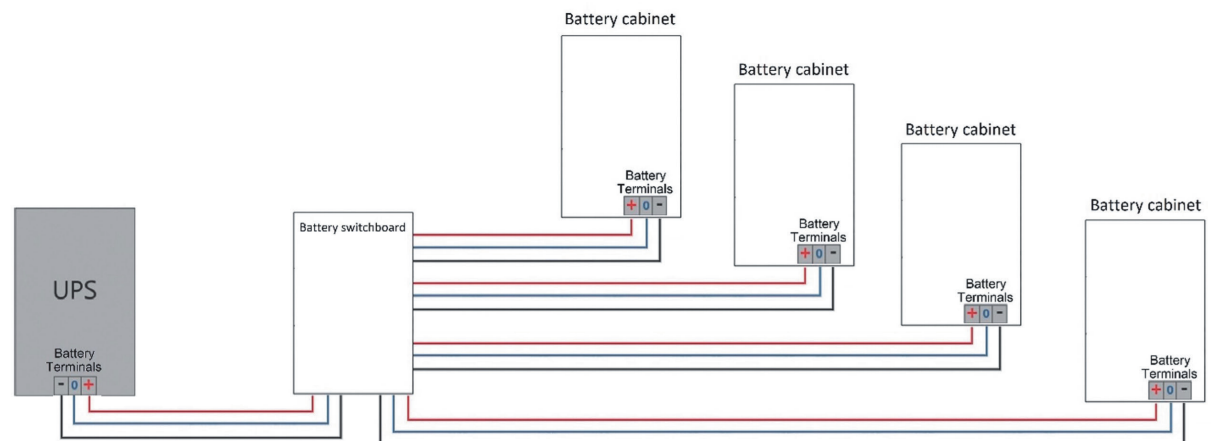 Battery cabinet
Battery
Terminals
+ 0 -
Battery cabinet
Battery
Terminals
+ 0 -
Battery cabinet
Battery
Terminals
+ 0 -
Battery cabinet
Battery
Terminals
+ 0 -
Battery switchboard
UPS
Battery
Terminals
- 0 +